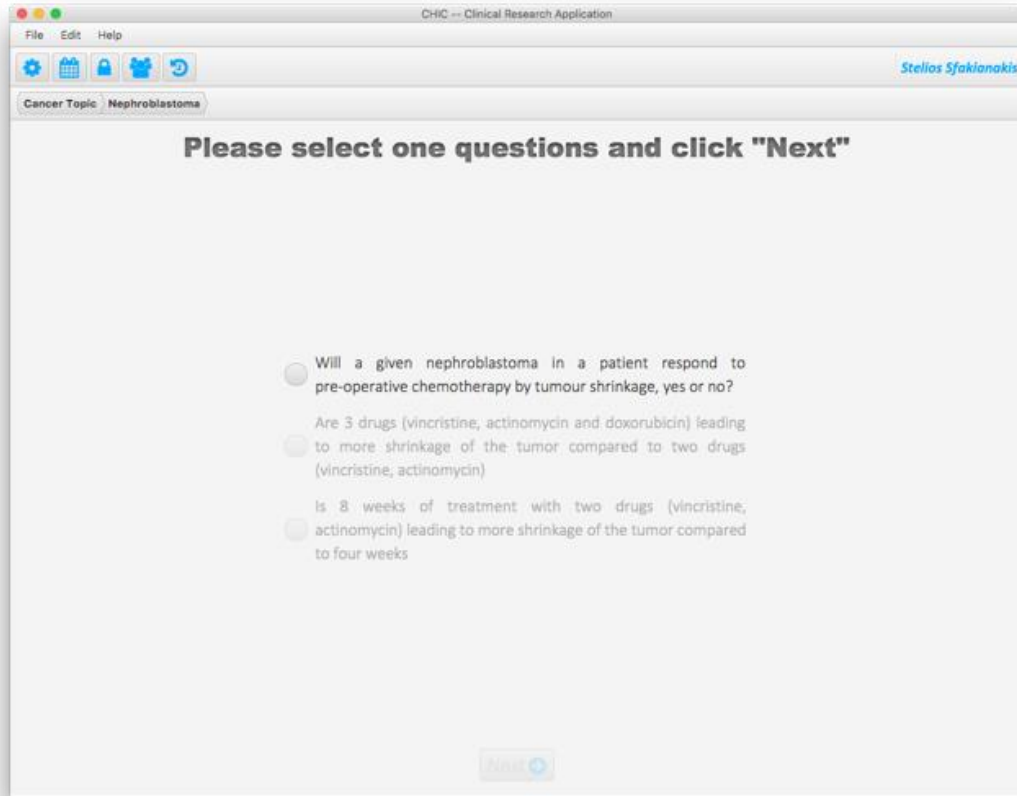 CHIC -- Clinical Research Application
File Edit Help
Stelios Sfakianakis
Cancer Topic Nephroblastoma
Please select one questions and click "Next"
Will a given nephroblastoma in a patient respond to
pre-operative chemotherapy by tumour shrinkage, yes or no?
Are 3 drugs (vincristine, actinomycin and doxorubicin) leading
to more shrinkage of the tumor compared to two drugs
(vincristine, actinomycin)
Is 8 weeks of treatment with two drugs (vincristine,
actinomycin) leading to more shrinkage of the tumor compared
to four weeks
Next